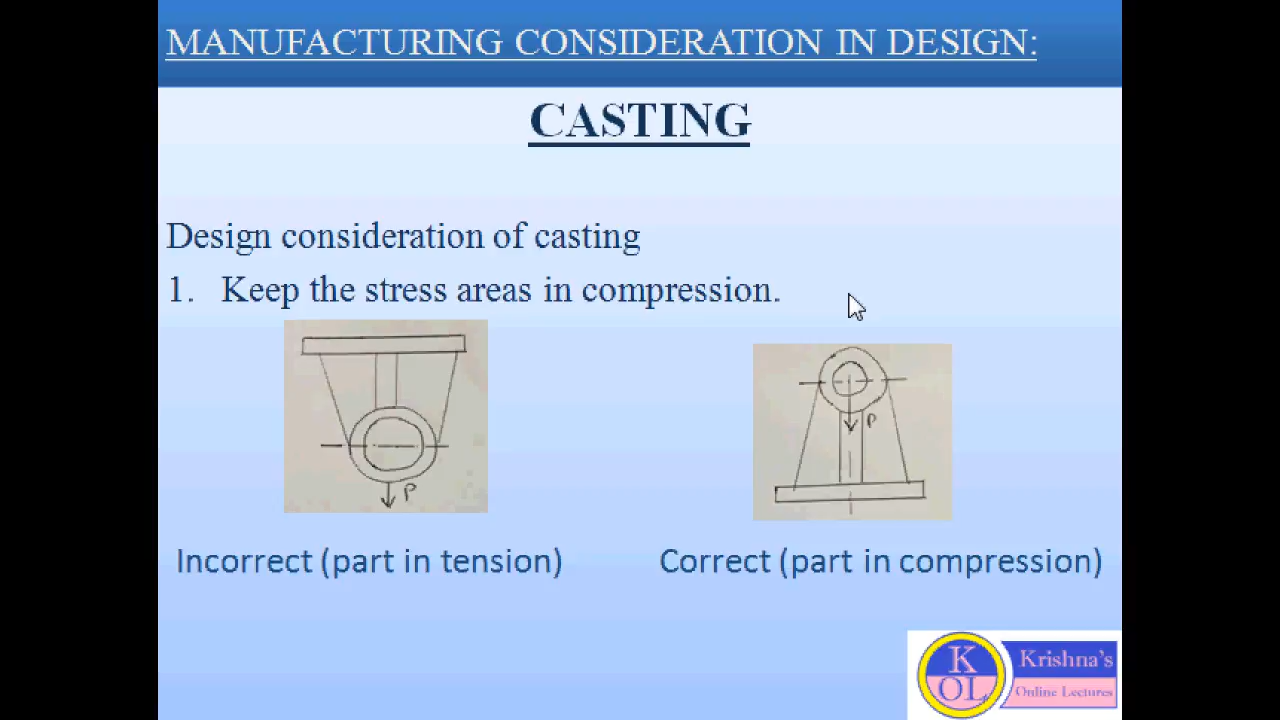 MANUFACTURING CONSIDERATION IN DESIGN:
CASTING
Design consideration of casting
1. Keep the stress areas in compression.
P
P
Incorrect (part in tension)
Correct (part in compression)
K
OL
Krishna's
Online Lectures